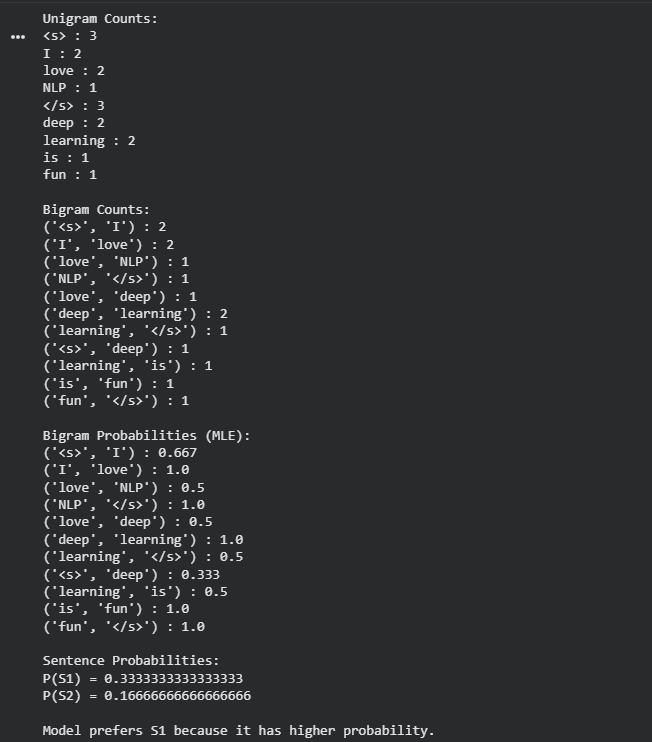 Unigram Counts:
<s> : 3
I : 2
love : 2
NLP : 1
</s> : 3
deep : 2
learning : 2
is : 1
fun : 1
Bigram Counts:
('<s>', 'I') : 2
('I', 'love') : 2
('love', 'NLP') : 1
('NLP', '</s>') : 1
('love', 'deep') : 1
('deep', 'learning') : 2
('learning', '</s>') : 1
('<s>', 'deep') : 1
('learning', 'is') : 1
('is', 'fun') : 1
('fun', '</s>') : 1
Bigram Probabilities (MLE):
('<s>', 'I') : 0.667
('I', 'love') : 1.0
('love', 'NLP') : 0.5
('NLP', '</s>') : 1.0
('love', 'deep') : 0.5
('deep', 'learning') : 1.0
('learning', '</s>') : 0.5
('<s>', 'deep') : 0.333
('learning', 'is') : 0.5
('is', 'fun') : 1.0
('fun', '</s>') : 1.0
Sentence Probabilities:
P(S1) = 0.3333333333333333
P(S2) = 0.16666666666666666
Model prefers S1 because it has higher probability.